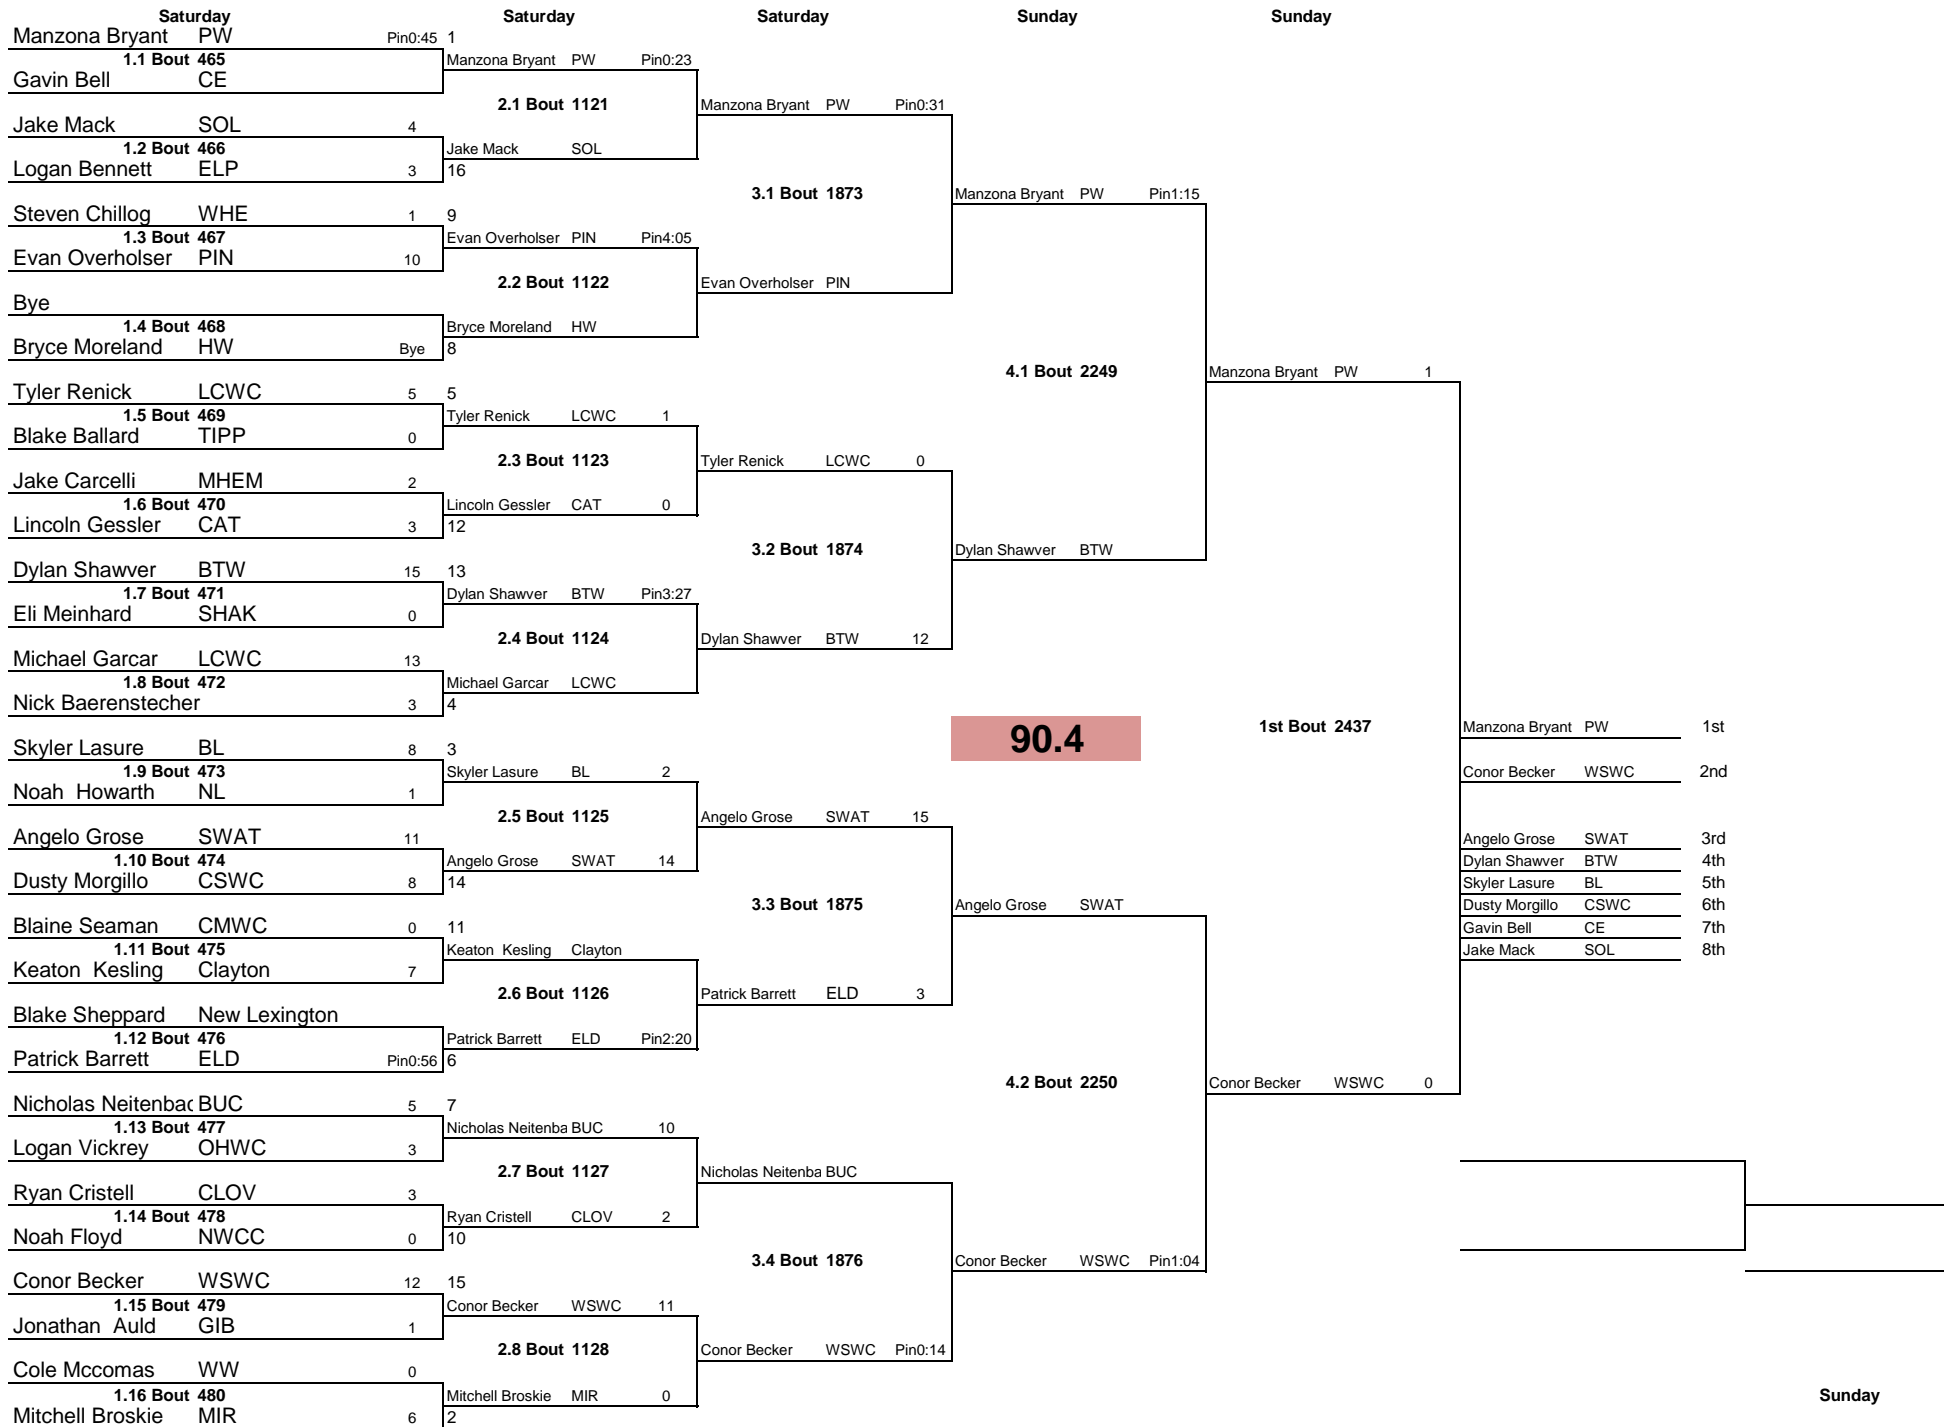 Saturday Saturday Saturday Sunday Sunday
Manzona Bryant PW Pin0:45 1
1.1 Bout 465 Manzona Bryant PW Pin0:23
Gavin Bell CE
2.1 Bout 1121 Manzona Bryant PW Pin0:31
Jake Mack SOL 4
1.2 Bout 466 Jake Mack SOL
Logan Bennett ELP 3 16
3.1 Bout 1873 Manzona Bryant PW Pin1:15
Steven Chillog WHE 1 9
1.3 Bout 467 Evan Overholser PIN Pin4:05
Evan Overholser PIN 10
2.2 Bout 1122 Evan Overholser PIN
Bye
1.4 Bout 468 Bryce Moreland HW
Bryce Moreland HW Bye 8
4.1 Bout 2249 Manzona Bryant PW 1
Tyler Renick LCWC 5 5
1.5 Bout 469 Tyler Renick LCWC 1
Blake Ballard TIPP 0
2.3 Bout 1123 Tyler Renick LCWC 0
Jake Carcelli MHEM 2
1.6 Bout 470 Lincoln Gessler CAT 0
Lincoln Gessler CAT 3 12
3.2 Bout 1874 Dylan Shawver BTW
Dylan Shawver BTW 15 13
1.7 Bout 471 Dylan Shawver BTW Pin3:27
Eli Meinhard SHAK 0
2.4 Bout 1124 Dylan Shawver BTW 12
Michael Garcar LCWC 13
1.8 Bout 472 Michael Garcar LCWC
Nick Baerenstecher 3 4
90.4 1st Bout 2437 Manzona Bryant PW 1st
Skyler Lasure BL 8 3
1.9 Bout 473 Skyler Lasure BL 2 Conor Becker WSWC 2nd
Noah Howarth NL 1
2.5 Bout 1125 Angelo Grose SWAT 15
Angelo Grose SWAT 11 Angelo Grose SWAT 3rd
1.10 Bout 474 Angelo Grose SWAT 14 Dylan Shawver BTW 4th
Dusty Morgillo CSWC 8 14 Skyler Lasure BL 5th
3.3 Bout 1875 Angelo Grose SWAT Dusty Morgillo CSWC 6th
Blaine Seaman CMWC 0 11 Gavin Bell CE 7th
1.11 Bout 475 Keaton Kesling Clayton Jake Mack SOL 8th
Keaton Kesling Clayton 7
2.6 Bout 1126 Patrick Barrett ELD 3
Blake Sheppard New Lexington
1.12 Bout 476 Patrick Barrett ELD Pin2:20
Patrick Barrett ELD Pin0:56 6
4.2 Bout 2250 Conor Becker WSWC 0
Nicholas Neitenbac BUC 5 7
1.13 Bout 477 Nicholas Neitenba BUC 10
Logan Vickrey OHWC 3
2.7 Bout 1127 Nicholas Neitenba BUC
Ryan Cristell CLOV 3
1.14 Bout 478 Ryan Cristell CLOV 2
Noah Floyd NWCC 0 10
3.4 Bout 1876 Conor Becker WSWC Pin1:04
Conor Becker WSWC 12 15
1.15 Bout 479 Conor Becker WSWC 11
Jonathan Auld GIB 1
2.8 Bout 1128 Conor Becker WSWC Pin0:14
Cole Mccomas WW 0
1.16 Bout 480 Mitchell Broskie MIR 0 Sunday
Mitchell Broskie MIR 6 2